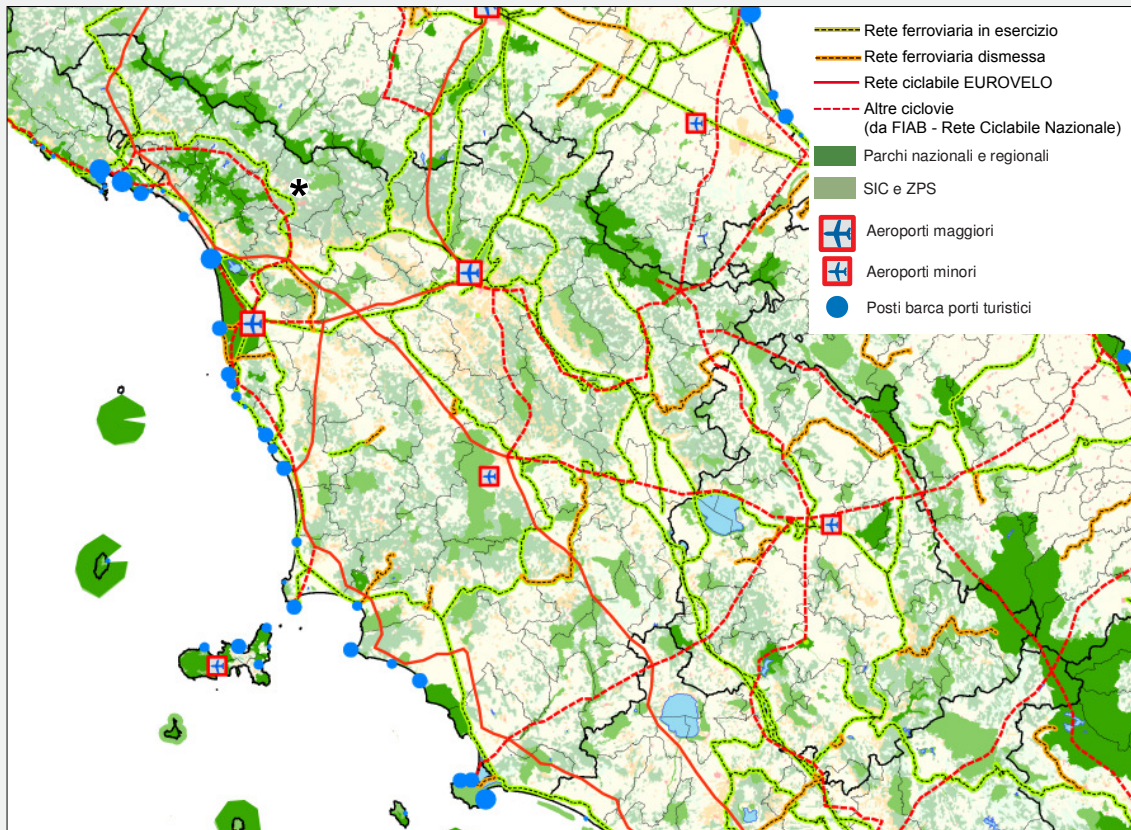 Rete ferroviaria in esercizio
Rete ferroviaria dismessa
Rete ciclabile EUROVELO
Altre ciclovie
(da FIAB - Rete Ciclabile Nazionale)
Parchi nazionali e regionali
SIC e ZPS
Aeroporti maggiori
Aeroporti minori
Posti barca porti turistici
*